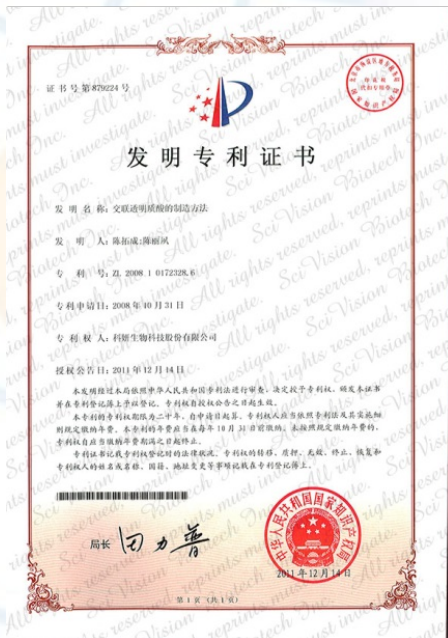 证书号第879224号
发明专利证书
发明名称：交联透明质酸的制造方法
发明人：陈拓成;陈丽斌
专利号：ZL 2008 1 0172328.6
专利申请日：2008年10月31日
专利权人：科妍生物科技股份有限公司
授权公告日：2011年12月14日
本发明经过本局依照中华人民共和国专利法进行审查，决定授予专利权，颁发本证书
并在专利登记簿上予以登记。专利权自授权公告之日起生效。
本专利的专利权期限为二十年，自申请日起算。专利权人应当依照专利法及其实施细
则规定缴纳年费。本专利的年费应当在每年10月31日前缴纳。未按照规定缴纳年费的，
专利权自应当缴纳年费期满之日起终止。
专利证书记载专利权登记时的法律状况。专利权的转移、质押、无效、终止、恢复和
专利权人的姓名或名称、国籍、地址变更等事项记载在专利登记簿上。
局长 田力普
中华人民共和国国家知识产权局
2011年12月14日
第1页（共1页）
Sci Vision Biotech Inc. All rights reserved, reprints must investigate.